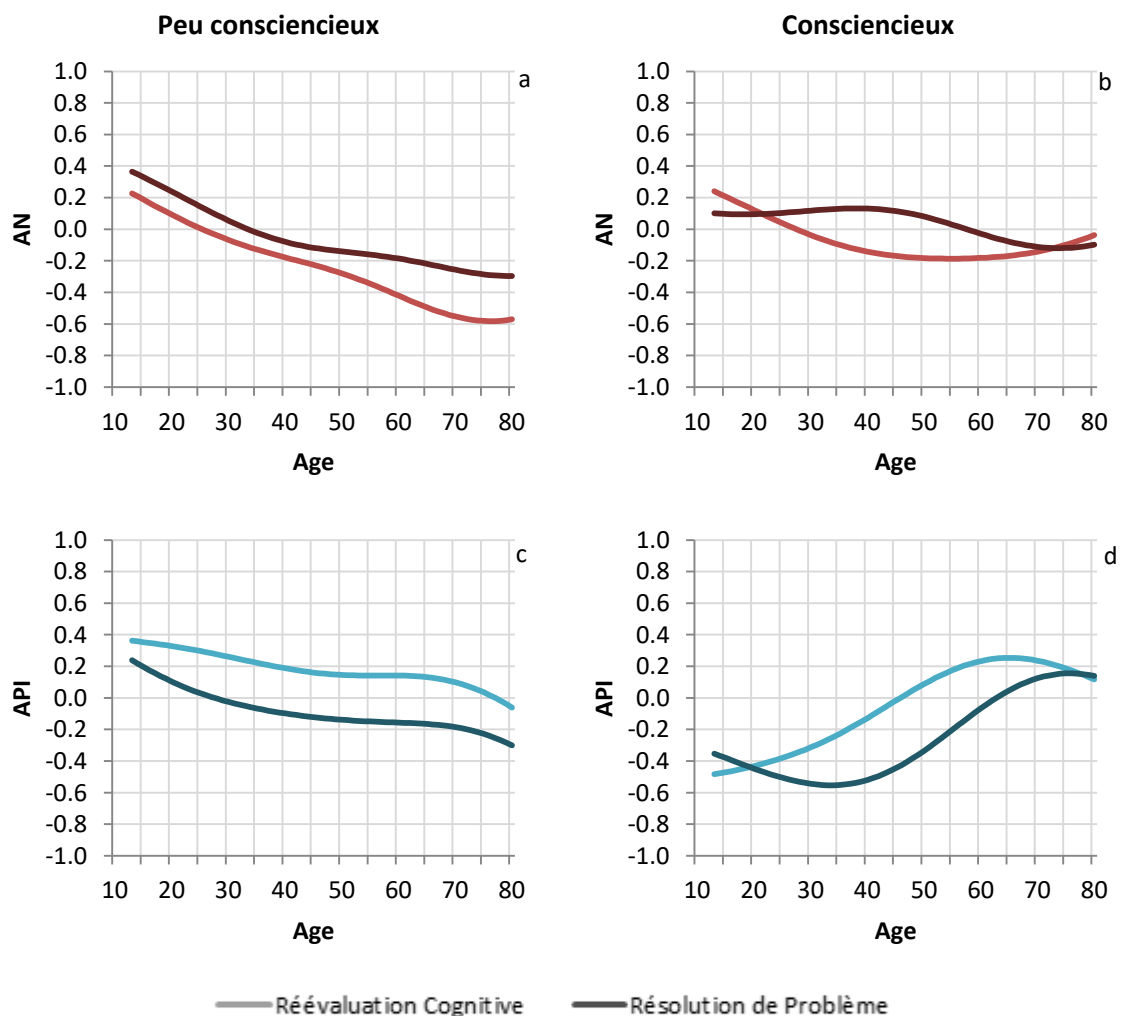 Peu consciencieux
Consciencieux
a
1.0
0.8
0.6
0.4
0.2
0.0
-0.2
-0.4
-0.6
-0.8
-1.0
AN
10 20 30 40 50 60 70 80
Age
b
1.0
0.8
0.6
0.4
0.2
0.0
-0.2
-0.4
-0.6
-0.8
-1.0
AN
10 20 30 40 50 60 70 80
Age
c
1.0
0.8
0.6
0.4
0.2
0.0
-0.2
-0.4
-0.6
-0.8
-1.0
API
10 20 30 40 50 60 70 80
Age
d
1.0
0.8
0.6
0.4
0.2
0.0
-0.2
-0.4
-0.6
-0.8
-1.0
API
10 20 30 40 50 60 70 80
Age
Réévaluation Cognitive
Résolution de Problème